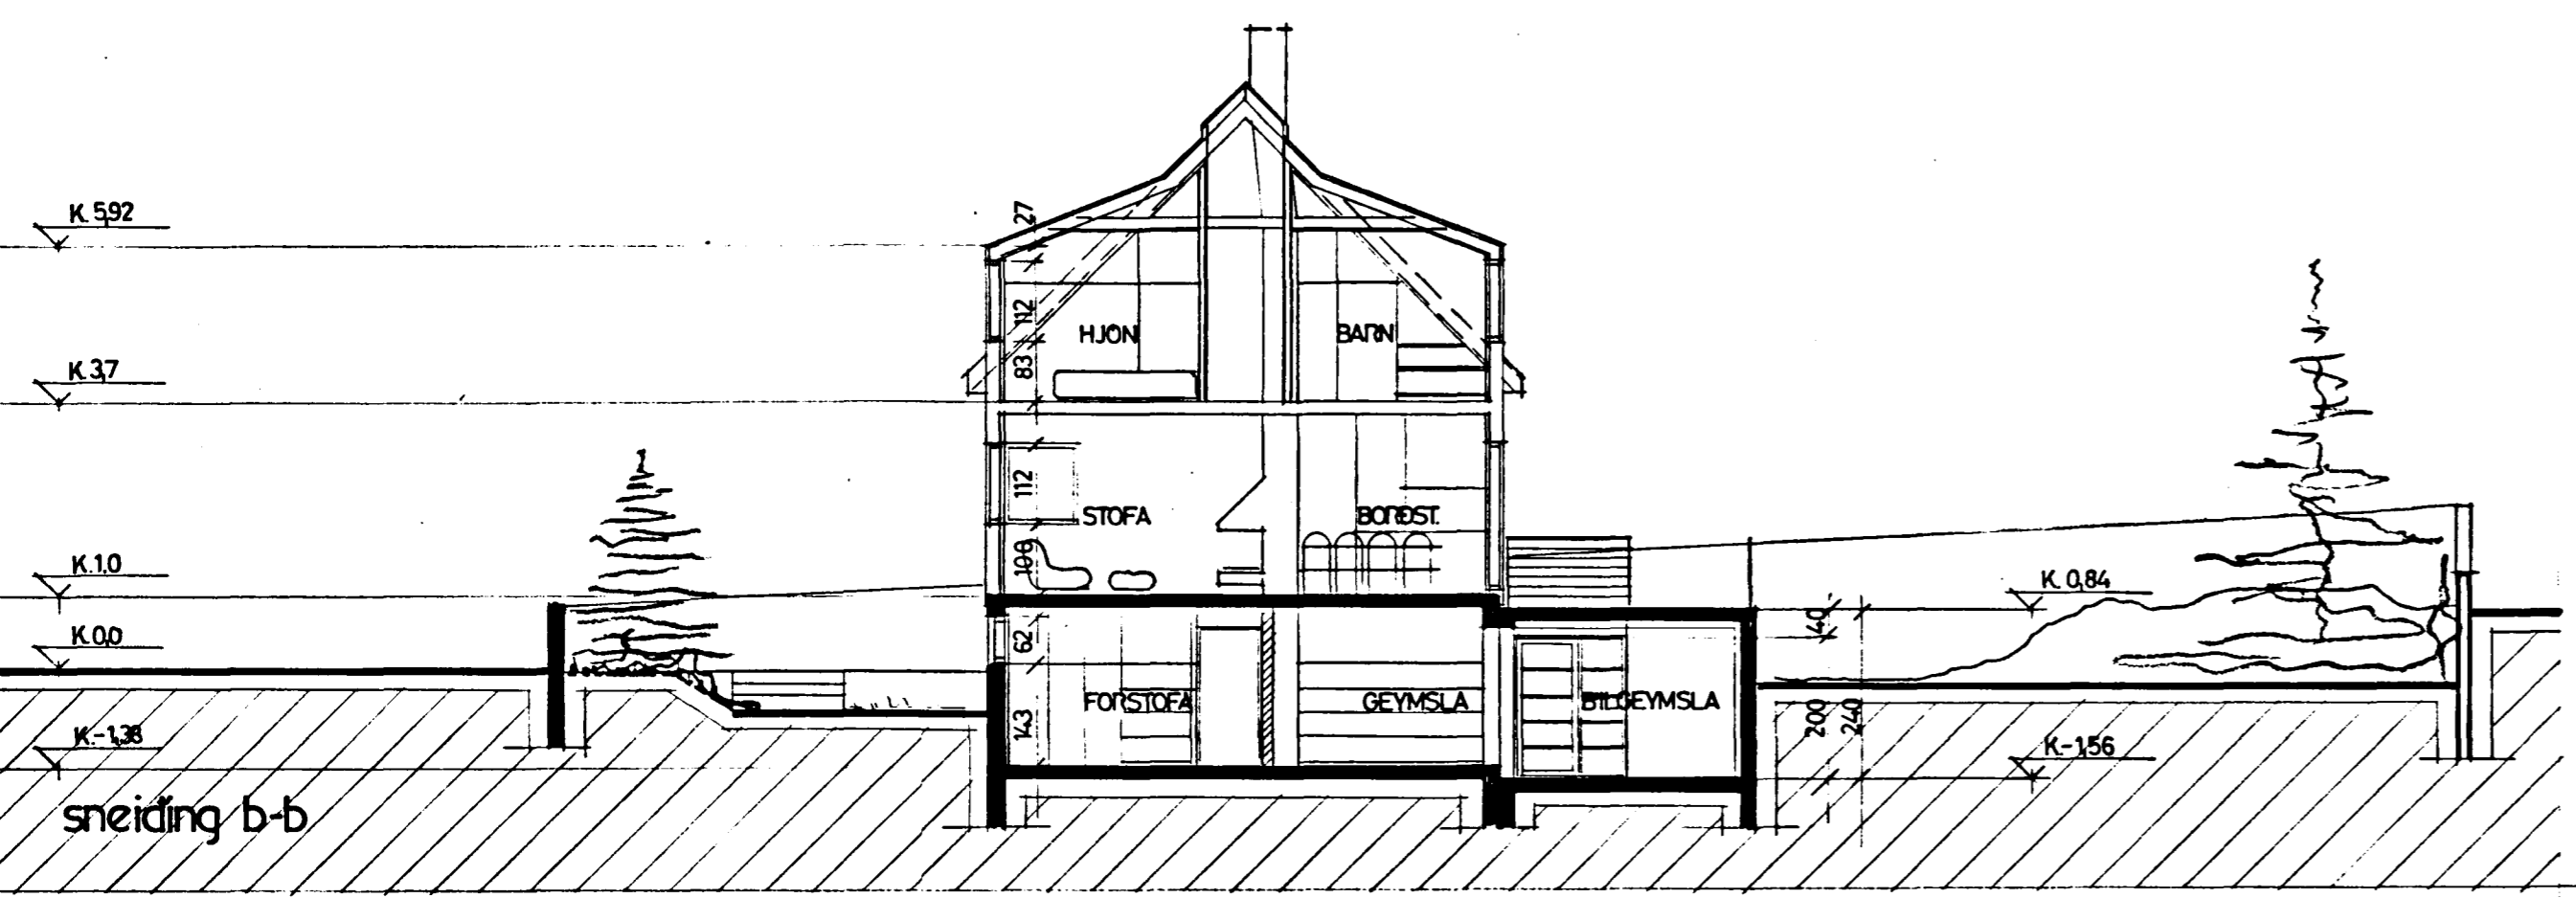 K. 5,92
27
112
HJÓN
BARN
83
K. 3,7
112
STOFA
BORÐST.
100
K. 1,0
K. 0,84
40
K. 0,0
62
FORSTOFA
GEYMSLA
BÍLGEYMSLA
143
200
240
K.-1,38
K.-1,56
sneiðing b-b